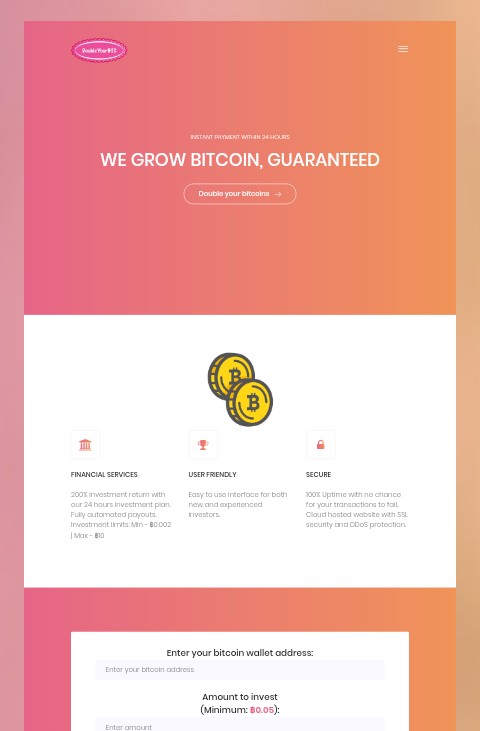 DoubleYourBTC
INSTANT PAYMENT WITHIN 24 HOURS
WE GROW BITCOIN, GUARANTEED
Double your bitcoins →
FINANCIAL SERVICES
200% investment return with
our 24 hours investment plan.
Fully automated payouts.
Investment limits: Min - ฿0.002
| Max - ฿10
USER FRIENDLY
Easy to use interface for both
new and experienced
investors.
SECURE
100% Uptime with no chance
for your transactions to fail.
Cloud hosted website with SSL
security and DDoS protection.
Enter your bitcoin wallet address:
Enter your bitcoin address
Amount to invest
(Minimum: ฿0.05):
Enter amount